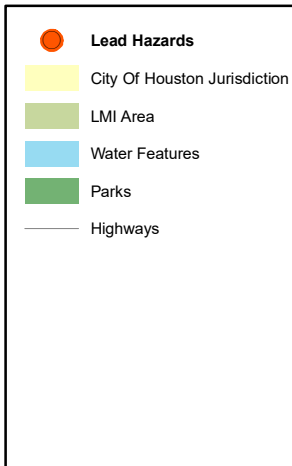 Lead Hazards
City Of Houston Jurisdiction
LMI Area
Water Features
Parks
Highways